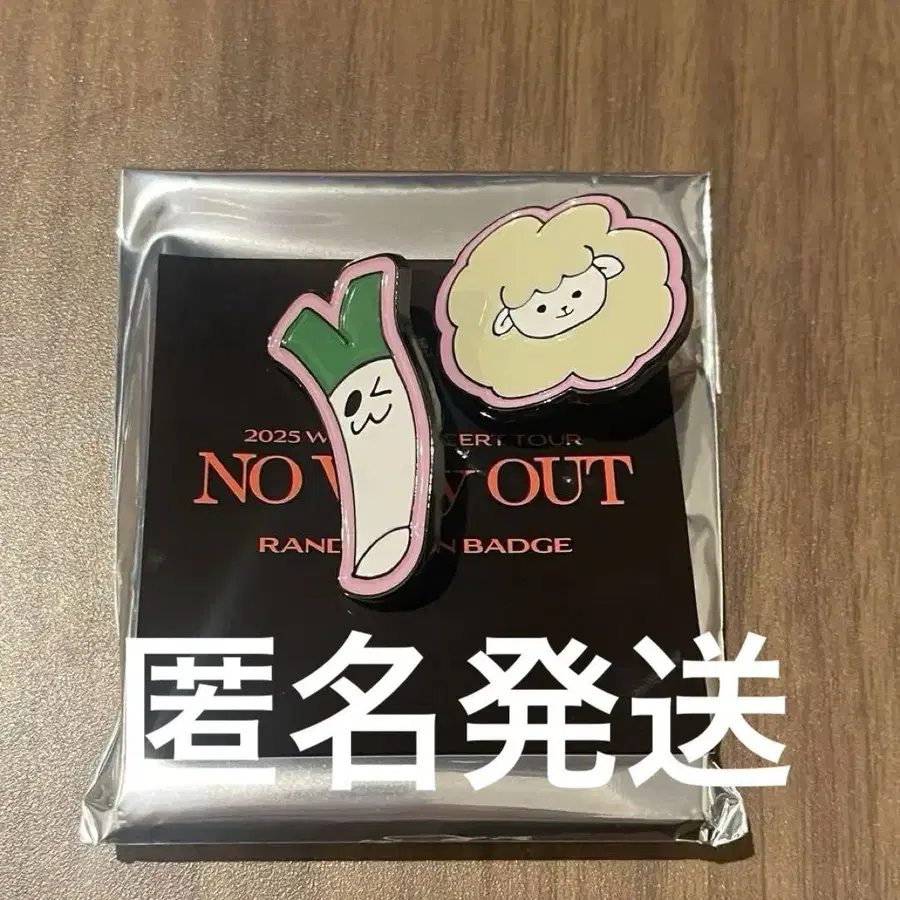 2025 W CERT TOUR
NO V Y OUT
RAND N BADGE
匿名発送